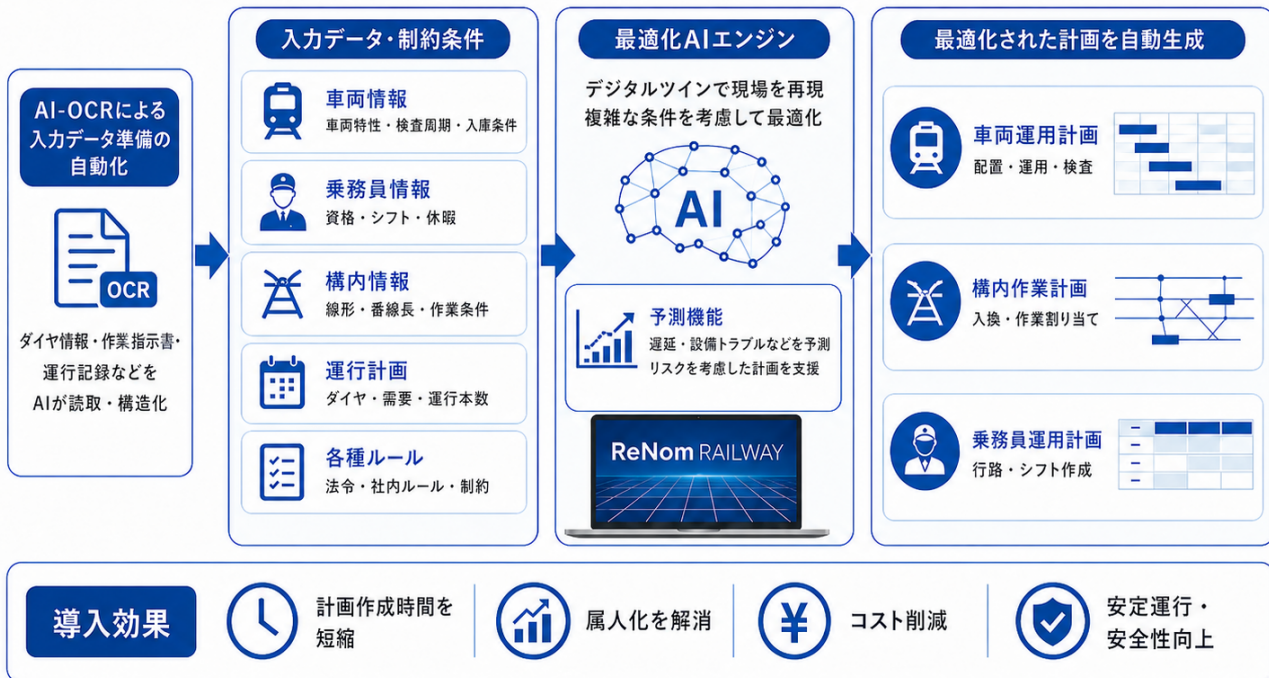 AI-OCRによる
入力データ準備の
自動化
OCR
ダイヤ情報・作業指示書・
運行記録などを
AIが読取・構造化
入力データ・制約条件
車両情報
車両特性・検査周期・入庫条件
乗務員情報
資格・シフト・休暇
構内情報
線形・番線長・作業条件
運行計画
ダイヤ・需要・運行本数
各種ルール
法令・社内ルール・制約
最適化AIエンジン
デジタルツインで現場を再現
複雑な条件を考慮して最適化
AI
予測機能
遅延・設備トラブルなどを予測
リスクを考慮した計画を支援
ReNom RAILWAY
最適化された計画を自動生成
車両運用計画
配置・運用・検査
構内作業計画
入換・作業割り当て
乗務員運用計画
行路・シフト作成
導入効果
計画作成時間を
短縮
属人化を解消
¥
コスト削減
安定運行・
安全性向上